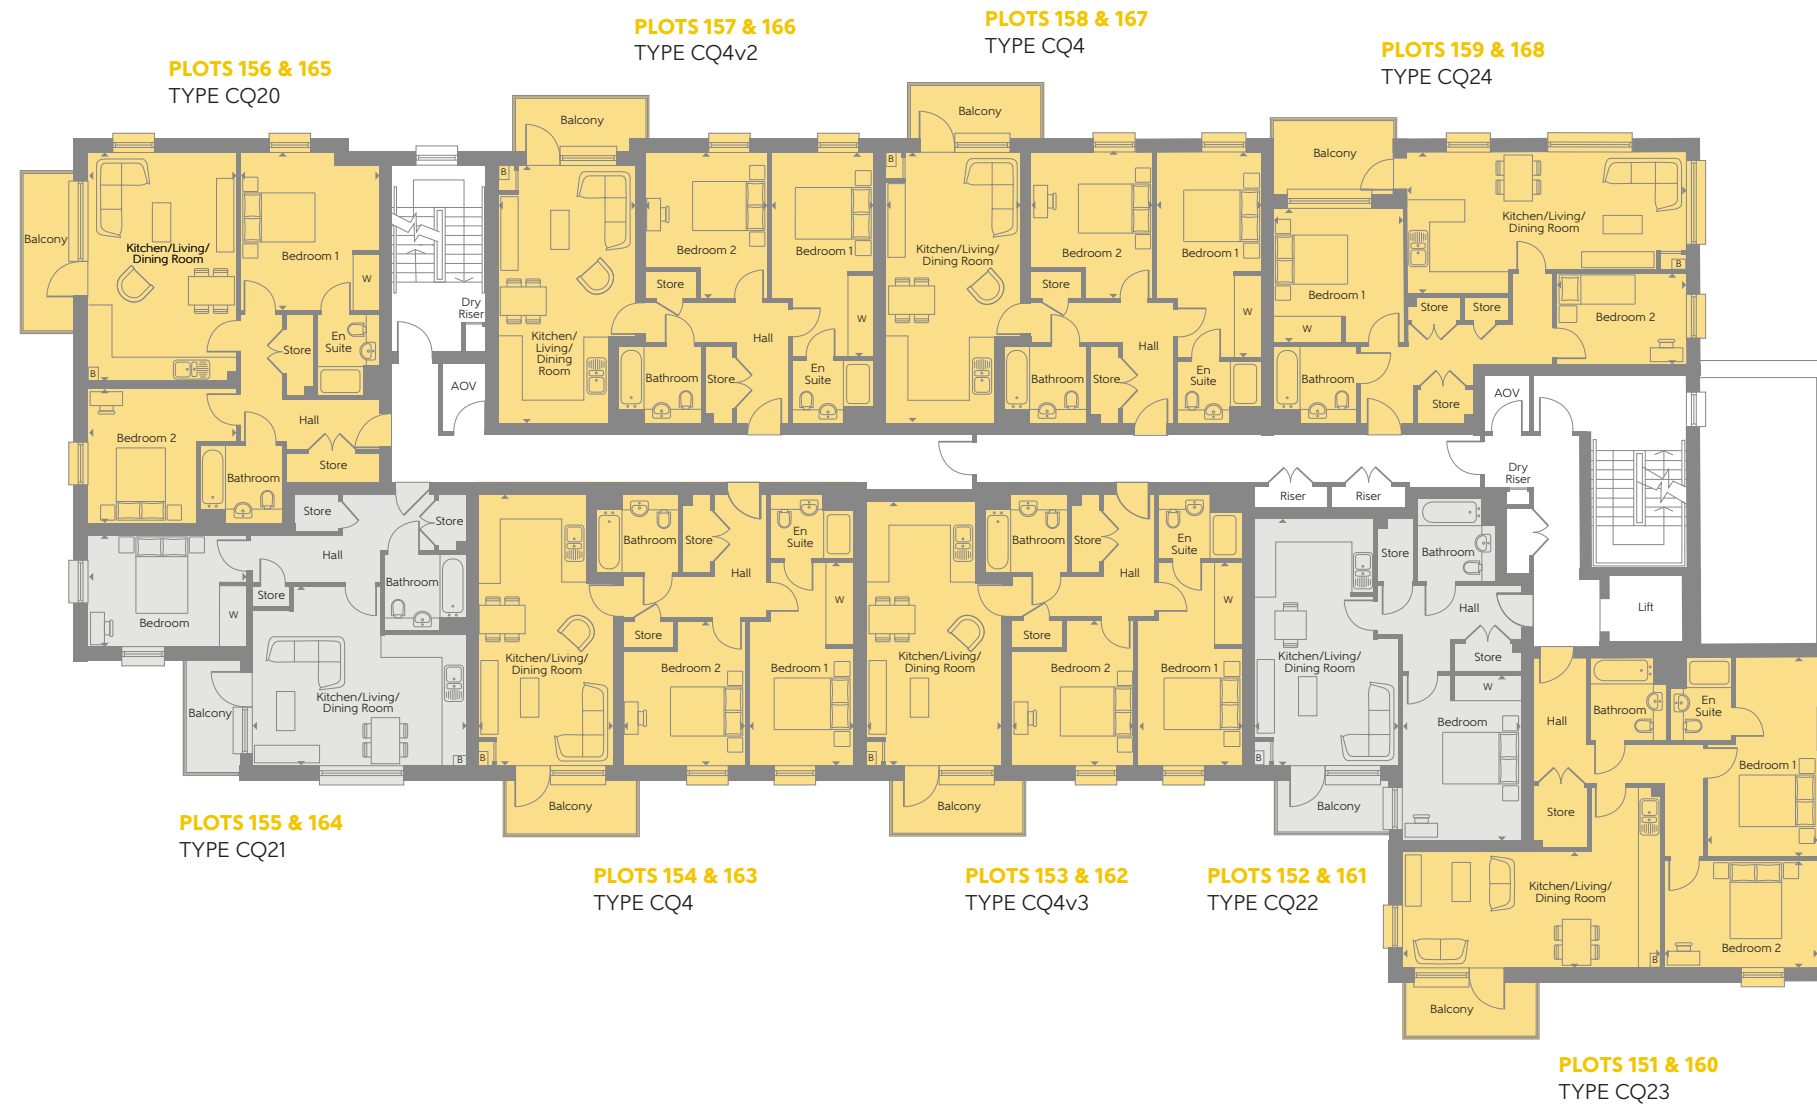 PLOTS 157 & 166
TYPE CQ4v2
PLOTS 158 & 167
TYPE CQ4
PLOTS 159 & 168
TYPE CQ24
PLOTS 156 & 165
TYPE CQ20
Balcony
Kitchen/Living/
Dining Room
Bedroom 1
W
En
Suite
Store
B
Bedroom 2
Bathroom
Hall
Store
Dry
Riser
AOV
Balcony
B
Kitchen/
Living/
Dining
Room
Bedroom 2
Bedroom 1
Store
Hall
W
Bathroom
Store
En
Suite
Balcony
B
Kitchen/Living/
Dining Room
Bedroom 2
Bedroom 1
Store
Hall
W
Bathroom
Store
En
Suite
Balcony
Kitchen/Living/
Dining Room
B
Bedroom 1
W
Store
Store
Bedroom 2
Bathroom
Store
AOV
Dry
Riser
Riser
Riser
Lift
Store
Store
Hall
Bedroom
W
Store
Bathroom
Kitchen/Living/
Dining Room
Balcony
B
Bathroom
Store
En
Suite
Hall
W
Store
Kitchen/Living/
Dining Room
Bedroom 2
Bedroom 1
B
Balcony
Bathroom
Store
En
Suite
Hall
W
Store
Kitchen/Living/
Dining Room
Bedroom 2
Bedroom 1
B
Balcony
Store
Bathroom
Hall
Store
Kitchen/Living/
Dining Room
W
Bedroom
B
Balcony
Hall
Bathroom
En
Suite
Bedroom 1
Store
Kitchen/Living/
Dining Room
B
Bedroom 2
Balcony
PLOTS 155 & 164
TYPE CQ21
PLOTS 154 & 163
TYPE CQ4
PLOTS 153 & 162
TYPE CQ4v3
PLOTS 152 & 161
TYPE CQ22
PLOTS 151 & 160
TYPE CQ23